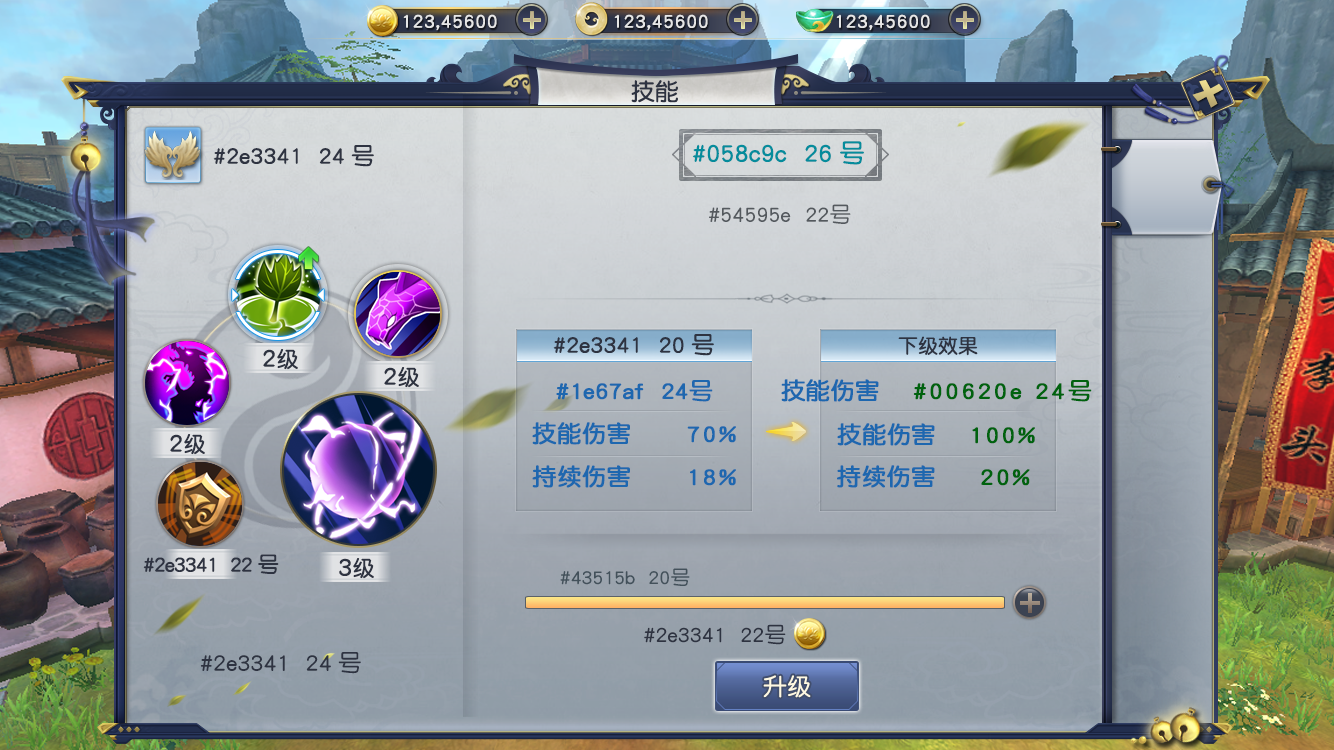 123,45600
123,45600
123,45600
技能
#2e3341 24 号
#058c9c 26 号
#54595e 22号
2级
2级
2级
#2e3341 22 号
3级
#2e3341 24 号
#2e3341 20 号
#1e67af 24号
技能伤害 70%
持续伤害 18%
下级效果
技能伤害 #00620e 24号
技能伤害 100%
持续伤害 20%
#43515b 20号
#2e3341 22号
升级
李
头